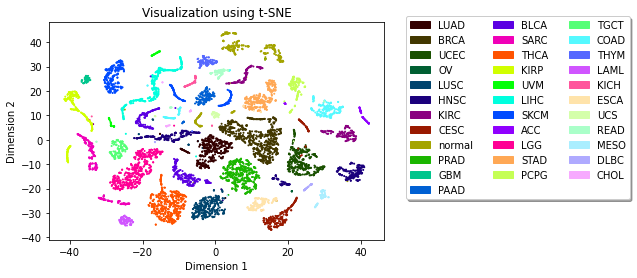 Visualization using t-SNE
40
30
20
10
0
−10
−20
−30
−40
Dimension 2
−40 −20 0 20 40
Dimension 1
LUAD BLCA TGCT
BRCA SARC COAD
UCEC THCA THYM
OV KIRP LAML
LUSC UVM KICH
HNSC LIHC ESCA
KIRC SKCM UCS
CESC ACC READ
normal LGG MESO
PRAD STAD DLBC
GBM PCPG CHOL
PAAD